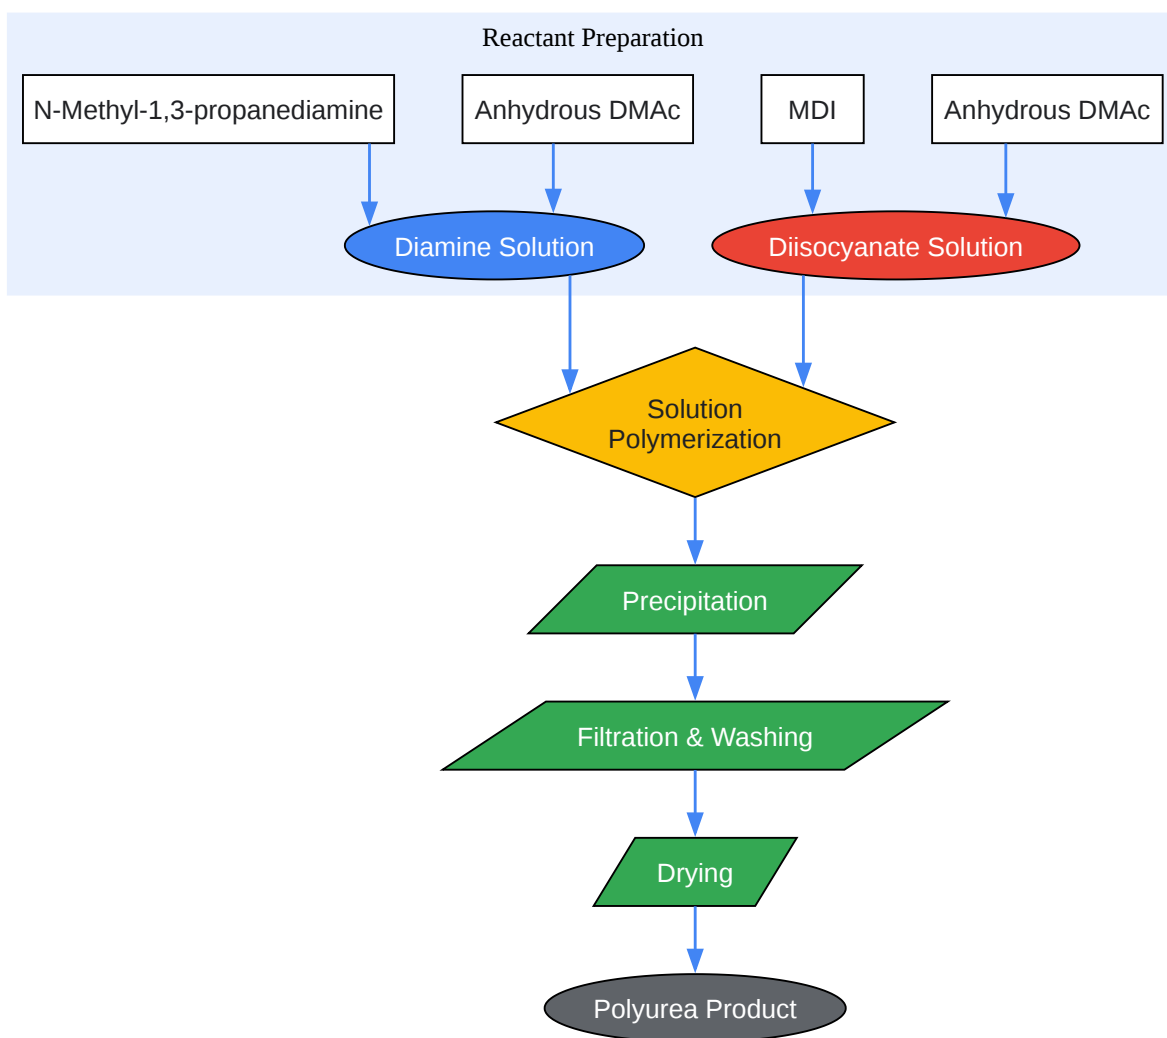 Reactant Preparation
N-Methyl-1,3-propanediamine
Anhydrous DMAc
MDI
Anhydrous DMAc
Diamine Solution
Diisocyanate Solution
Solution
Polymerization
Precipitation
Filtration & Washing
Drying
Polyurea Product